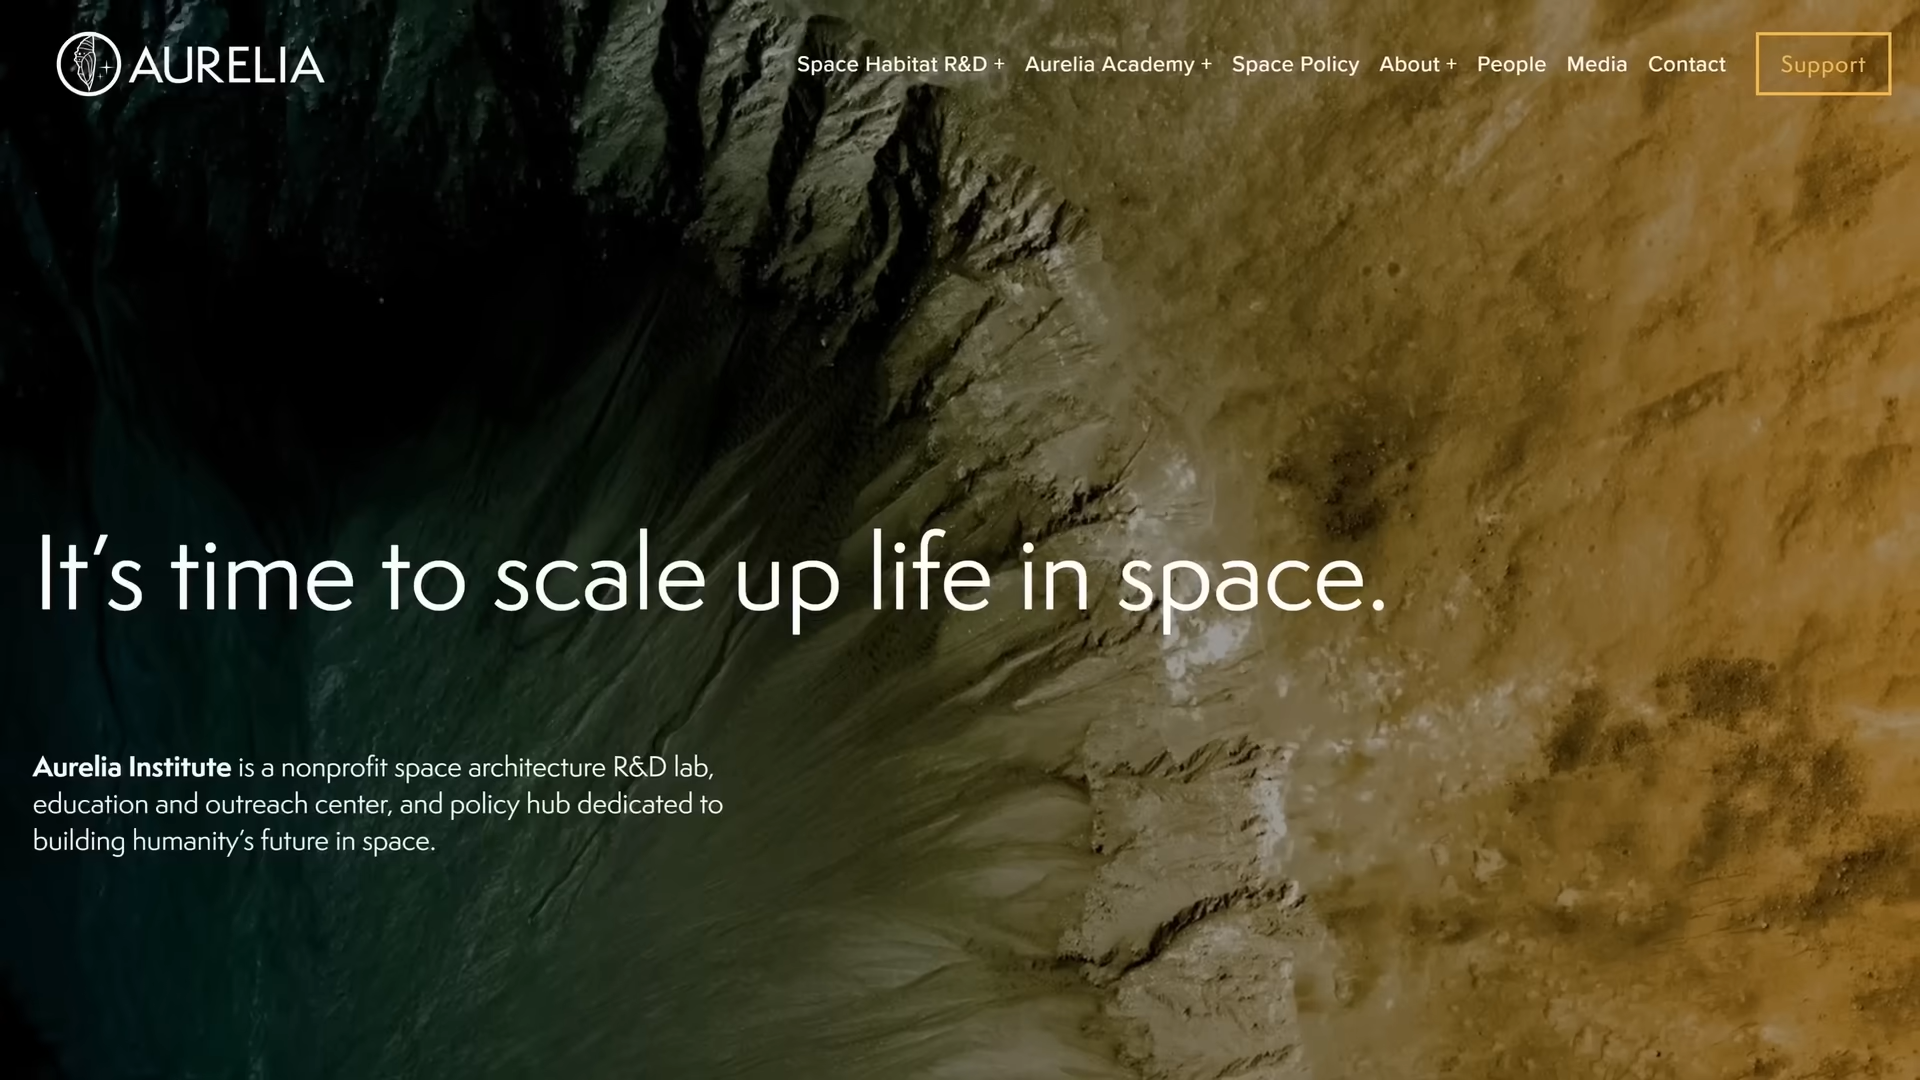 AURELIA
Space Habitat R&D + Aurelia Academy + Space Policy About + People Media Contact Support
It’s time to scale up life in space.
Aurelia Institute is a nonprofit space architecture R&D lab,
education and outreach center, and policy hub dedicated to
building humanity’s future in space.